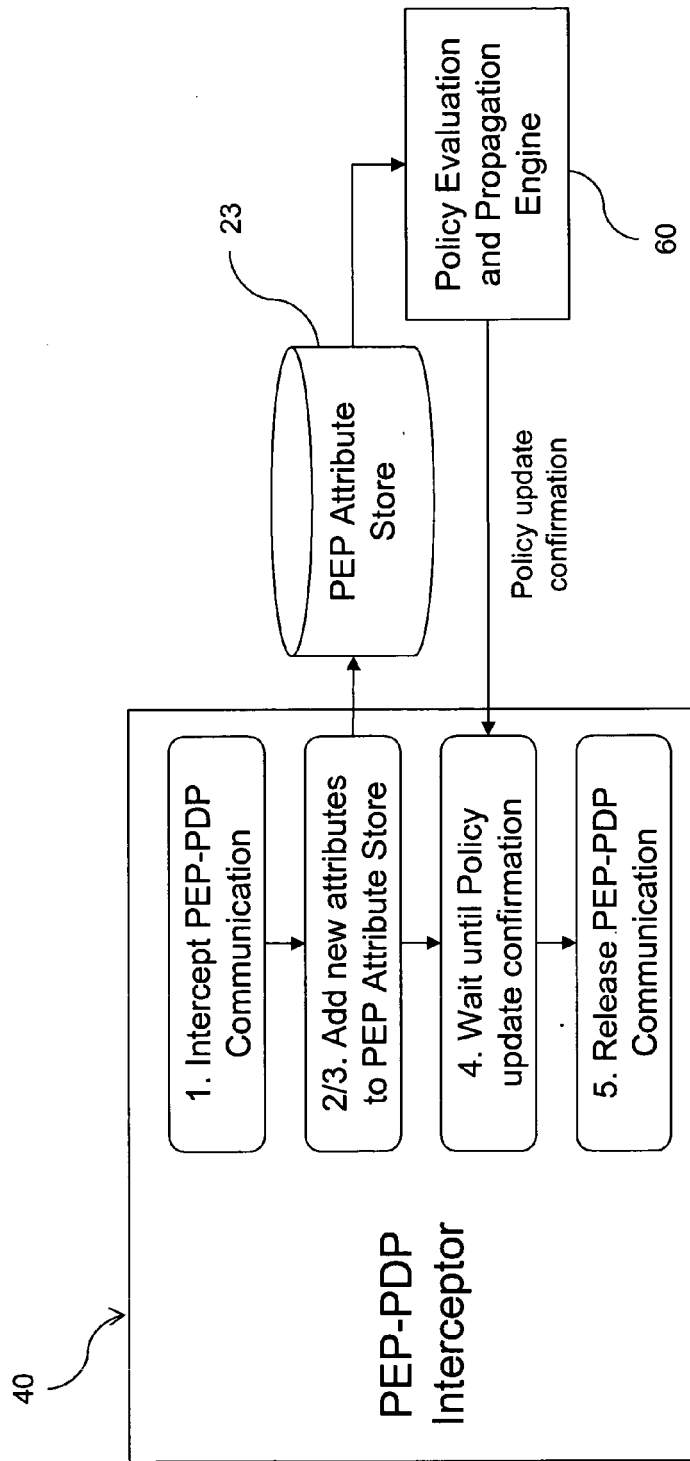 40
PEP-PDP
Interceptor
1. Intercept PEP-PDP
Communication
2/3. Add new attributes
to PEP Attribute Store
4. Wait until Policy
update confirmation
5. Release PEP-PDP
Communication
PEP Attribute
Store
23
Policy update
confirmation
Policy Evaluation
and Propagation
Engine
60